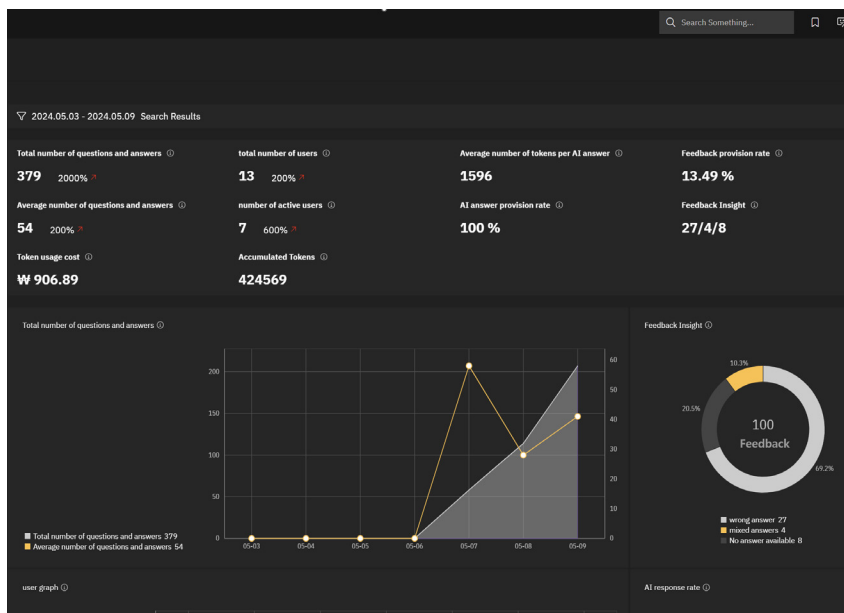 Search Something...
2024.05.03 - 2024.05.09 Search Results
Total number of questions and answers
379 2000%
total number of users
13 200%
Average number of tokens per AI answer
1596
Feedback provision rate
13.49 %
Average number of questions and answers
54 200%
number of active users
7 600%
AI answer provision rate
100 %
Feedback Insight
27/4/8
Token usage cost
₩ 906.89
Accumulated Tokens
424569
Total number of questions and answers
200
150
100
50
0
60
50
40
30
20
10
0
05-03 05-04 05-05 05-06 05-07 05-08 05-09
Total number of questions and answers 379
Average number of questions and answers 54
Feedback Insight
10.3%
20.5%
69.2%
100
Feedback
wrong answer 27
mixed answers 4
No answer available 8
user graph
AI response rate